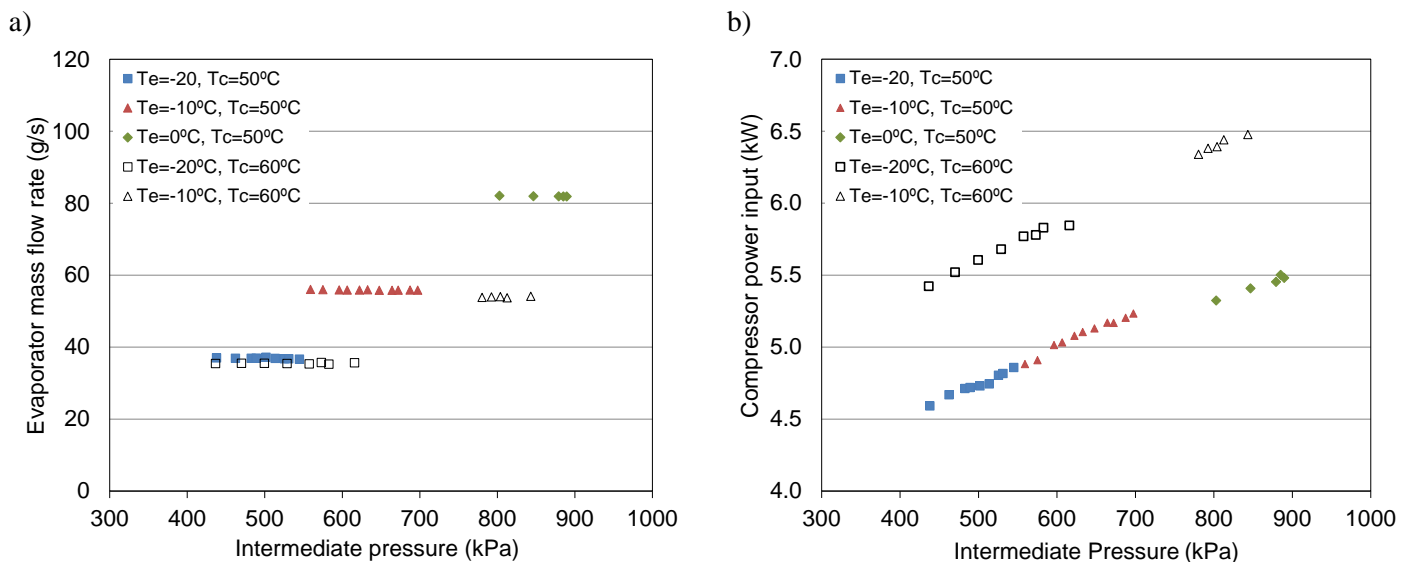 a)
120
100
80
60
40
20
0
Evaporator mass flow rate (g/s)
Te=-20, Tc=50ºC
Te=-10ºC, Tc=50ºC
Te=0ºC, Tc=50ºC
Te=-20ºC, Tc=60ºC
Te=-10ºC, Tc=60ºC
300 400 500 600 700 800 900 1000
Intermediate pressure (kPa)
b)
7.0
6.5
6.0
5.5
5.0
4.5
4.0
Compressor power input (kW)
Te=-20, Tc=50ºC
Te=-10ºC, Tc=50ºC
Te=0ºC, Tc=50ºC
Te=-20ºC, Tc=60ºC
Te=-10ºC, Tc=60ºC
300 400 500 600 700 800 900 1000
Intermediate Pressure (kPa)